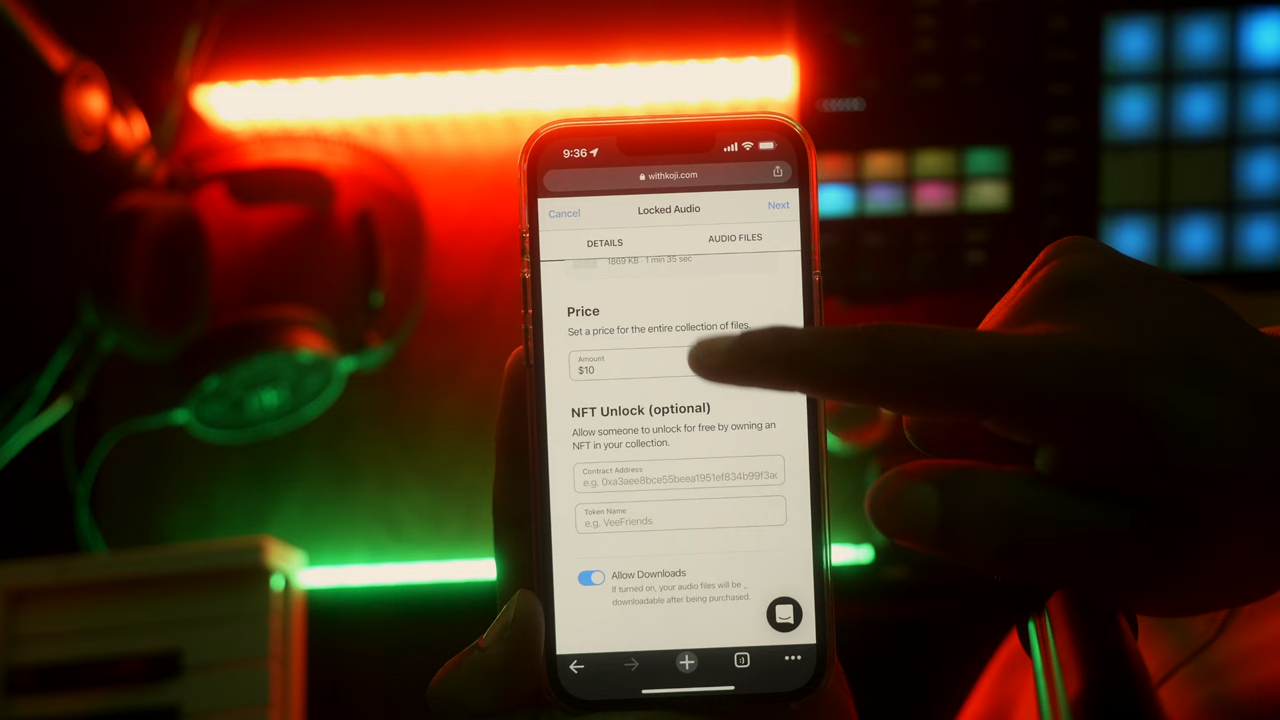 9:36
withkoji.com
Cancel Locked Audio Next
DETAILS AUDIO FILES
1869 KB · 1 min 35 sec
Price
Set a price for the entire collection of files.
Amount
$10
NFT Unlock (optional)
Allow someone to unlock for free by owning an
NFT in your collection.
Contract Address
e.g. 0xa3aee8bce55beea1951ef834b99f3a
Token Name
e.g. VeeFriends
Allow Downloads
If turned on, your audio files will be
downloadable after being purchased.
:)